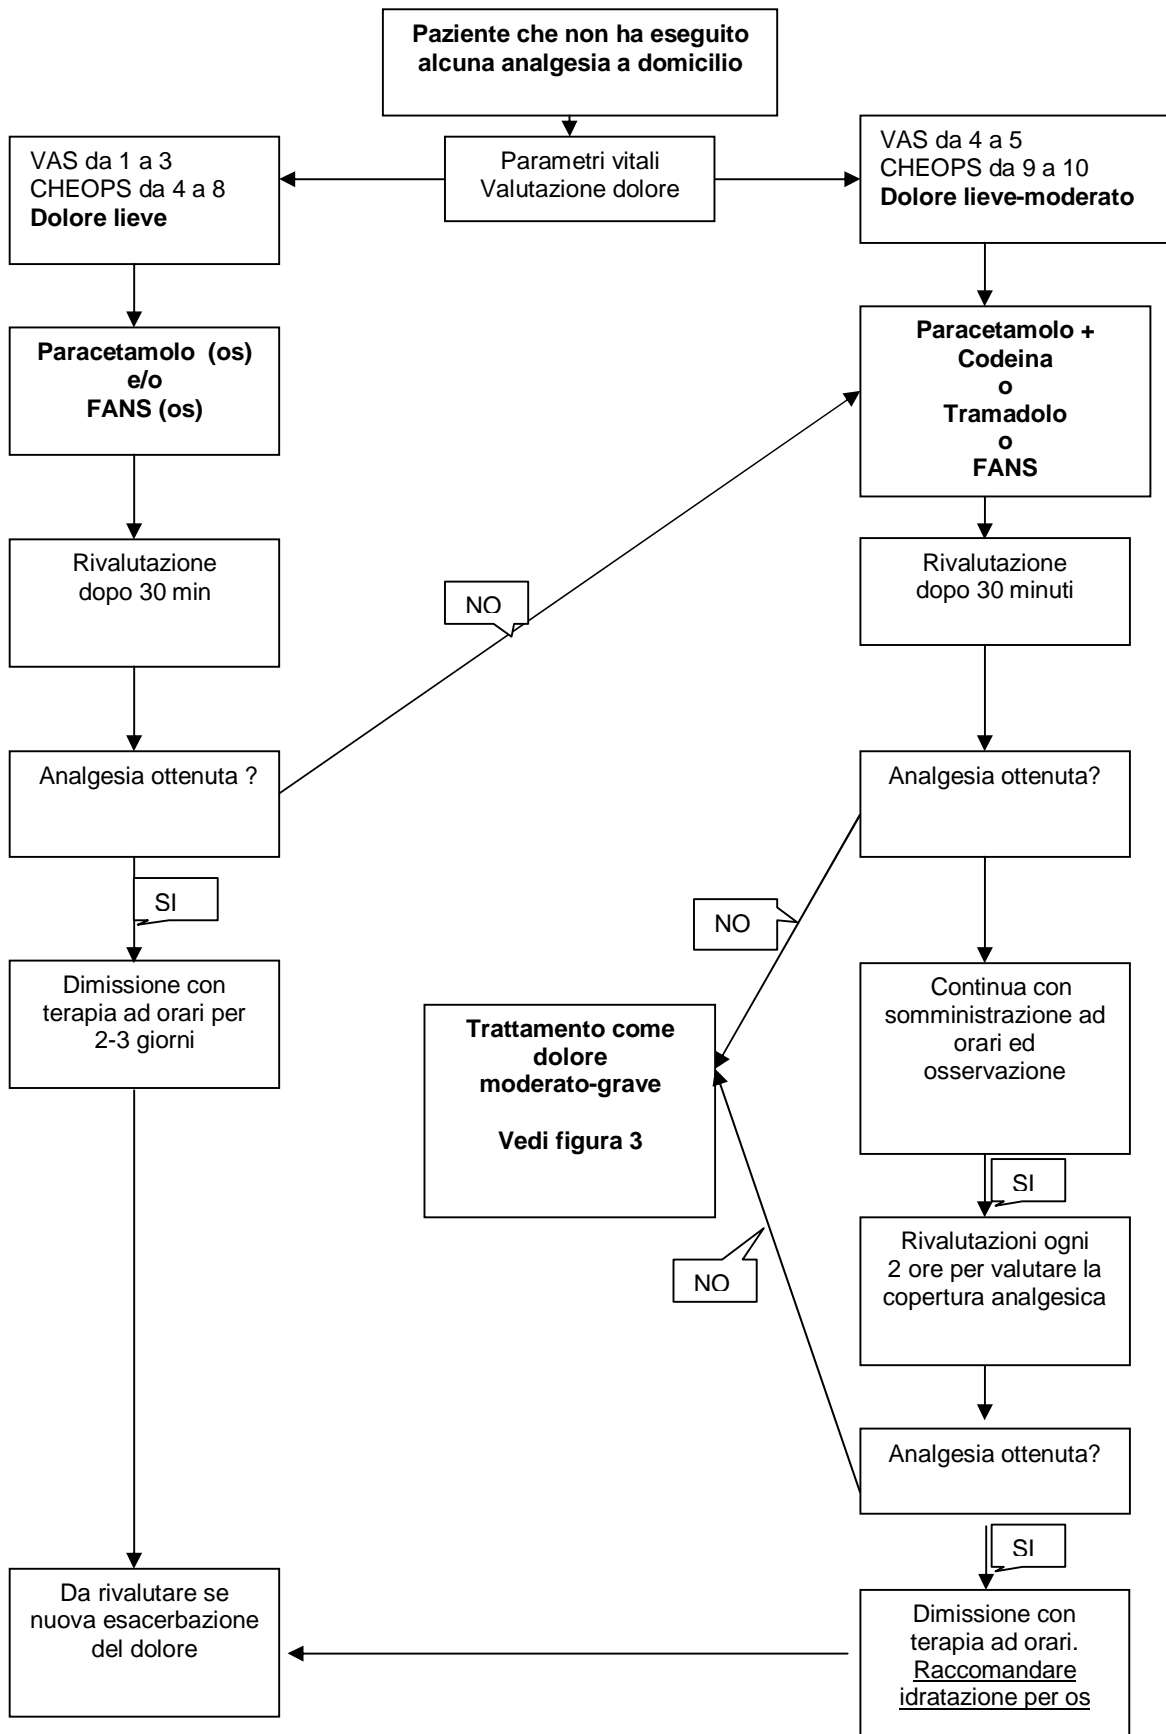 Paziente che non ha eseguito
alcuna analgesia a domicilio
VAS da 1 a 3
CHEOPS da 4 a 8
Dolore lieve
Parametri vitali
Valutazione dolore
VAS da 4 a 5
CHEOPS da 9 a 10
Dolore lieve-moderato
Paracetamolo (os)
e/o
FANS (os)
Paracetamolo +
Codeina
o
Tramadolo
o
FANS
Rivalutazione
dopo 30 min
NO
Rivalutazione
dopo 30 minuti
Analgesia ottenuta ?
Analgesia ottenuta?
SI
NO
Dimissione con
terapia ad orari per
2-3 giorni
Trattamento come
dolore
moderato-grave
Vedi figura 3
Continua con
somministrazione ad
orari ed
osservazione
SI
NO
Rivalutazioni ogni
2 ore per valutare la
copertura analgesica
Analgesia ottenuta?
SI
Da rivalutare se
nuova esacerbazione
del dolore
Dimissione con
terapia ad orari.
Raccomandare
idratazione per os